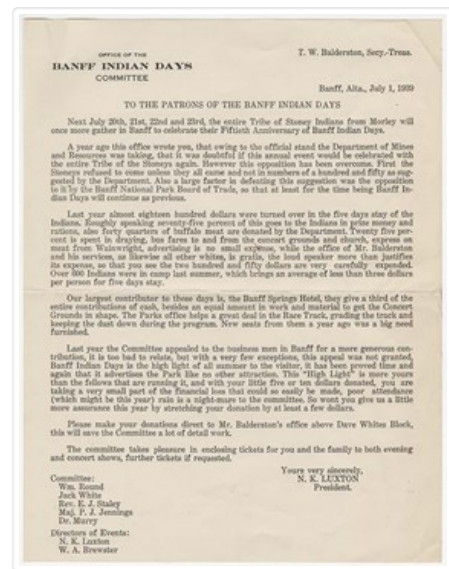 OFFICE OF THE
BANFF INDIAN DAYS
COMMITTEE
T. W. Balderston, Secy.-Treas.
Banff, Alta., July 1, 1939
TO THE PATRONS OF THE BANFF INDIAN DAYS
Next July 20th, 21st, 22nd and 23rd, the entire Tribe of Stoney Indians from Morley will
once more gather in Banff to celebrate their Fiftieth Anniversary of Banff Indian Days.
A year ago this office wrote you, that owing to the official stand the Department of Mines
and Resources was taking, that it was doubtful if this annual event would be celebrated with
the entire Tribe of the Stoneys again. However this opposition has been overcome. First the
Stoneys refused to come unless they all came and not in numbers of a hundred and fifty as sug-
gested by the Department. Also a large factor in defeating this suggestion was the opposition
to it by the Banff National Park Board of Trade, so that at least for the time being Banff In-
dian Days will continue as previous.
Last year almost eighteen hundred dollars were turned over in the five days stay of the
Indians. Roughly speaking seventy-five percent of this goes to the Indians in prize money and
rations, also forty quarters of buffalo meat are donated by the Department. Twenty five per-
cent is spent in draying, bus fares to and from the concert grounds and church, express on
meat from Wainwright, advertising is no small expense, while the office of Mr. Balderston
and his services, as likewise all other whites, is gratis, the loud speaker more than justifies
its expense, so that you see the two hundred and fifty dollars are very carefully expended.
Over 600 Indians were in camp last summer, which brings an average of less than three dollars
per person for five days stay.
Our largest contributor to these days is, the Banff Springs Hotel, they give a third of the
entire contributions of cash, besides an equal amount in work and material to get the Concert
Grounds in shape. The Parks office helps a great deal in the Race Track, grading the track and
keeping the dust down during the program. New seats from them a year ago was a big need
furnished.
Last year the Committee appealed to the business men in Banff for a more generous con-
tribution, it is too bad to relate, but with a very few exceptions, this appeal was not granted,
Banff Indian Days is the high light of all summer to the visitor, it has been proved time and
again that it advertises the Park like no other attraction. This "High Light" is more yours
than the fellows that are running it, and with your little five or ten dollars donated, you are
taking a very small part of the financial loss that could so easily be made, poor attendance
(which might be this year) rain is a night-mare to the committee. So wont you give us a little
more assurance this year by stretching your donation by at least a few dollars.
Please make your donations direct to Mr. Balderston's office above Dave Whites Block,
this will save the Committee a lot of detail work.
The committee takes pleasure in enclosing tickets for you and the family to both evening
and concert shows, further tickets if requested.
Yours very sincerely,
N. K. LUXTON
President.
Committee:
Wm. Round
Jack White
Rev. E. J. Staley
Maj. P. J. Jennings
Dr. Murry
Directors of Events:
N. K. Luxton
W. A. Brewster